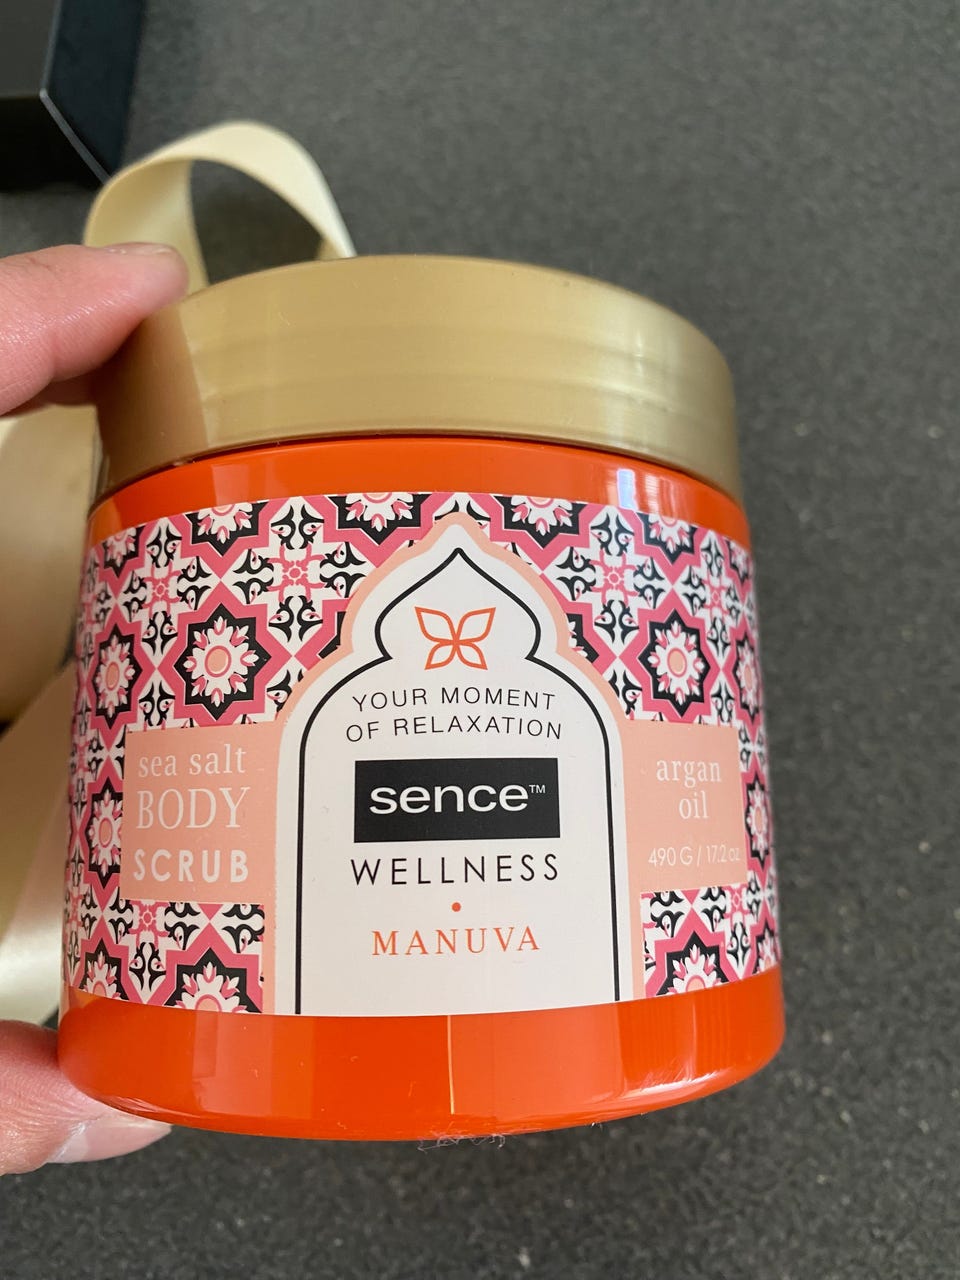 YOUR MOMENT
OF RELAXATION
sence™
WELLNESS
•
MANUVA
sea salt
BODY
SCRUB
argan
oil
490 G / 17.2 oz